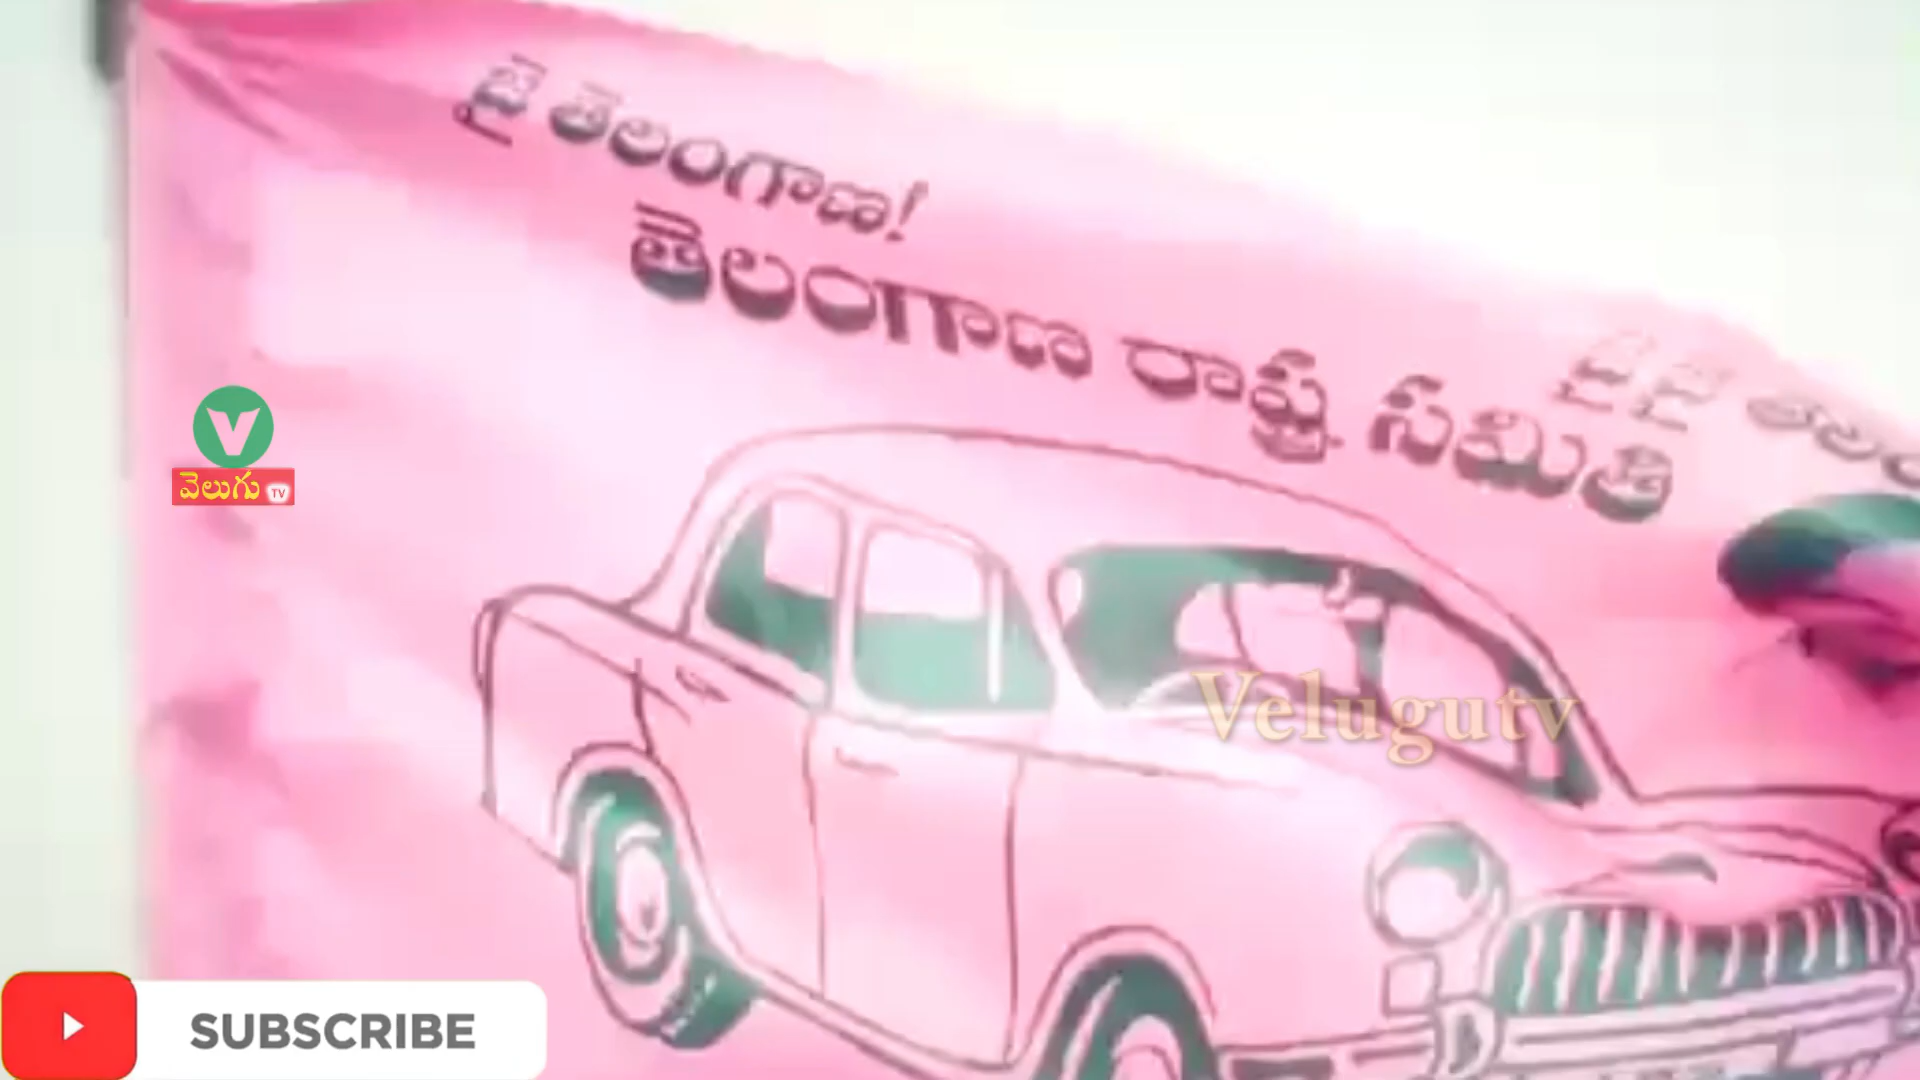 జై తెలంగాణ!
తెలంగాణ రాష్ట్ర సమితి
జై జై
వెలుగు TV
Velugutv
SUBSCRIBE